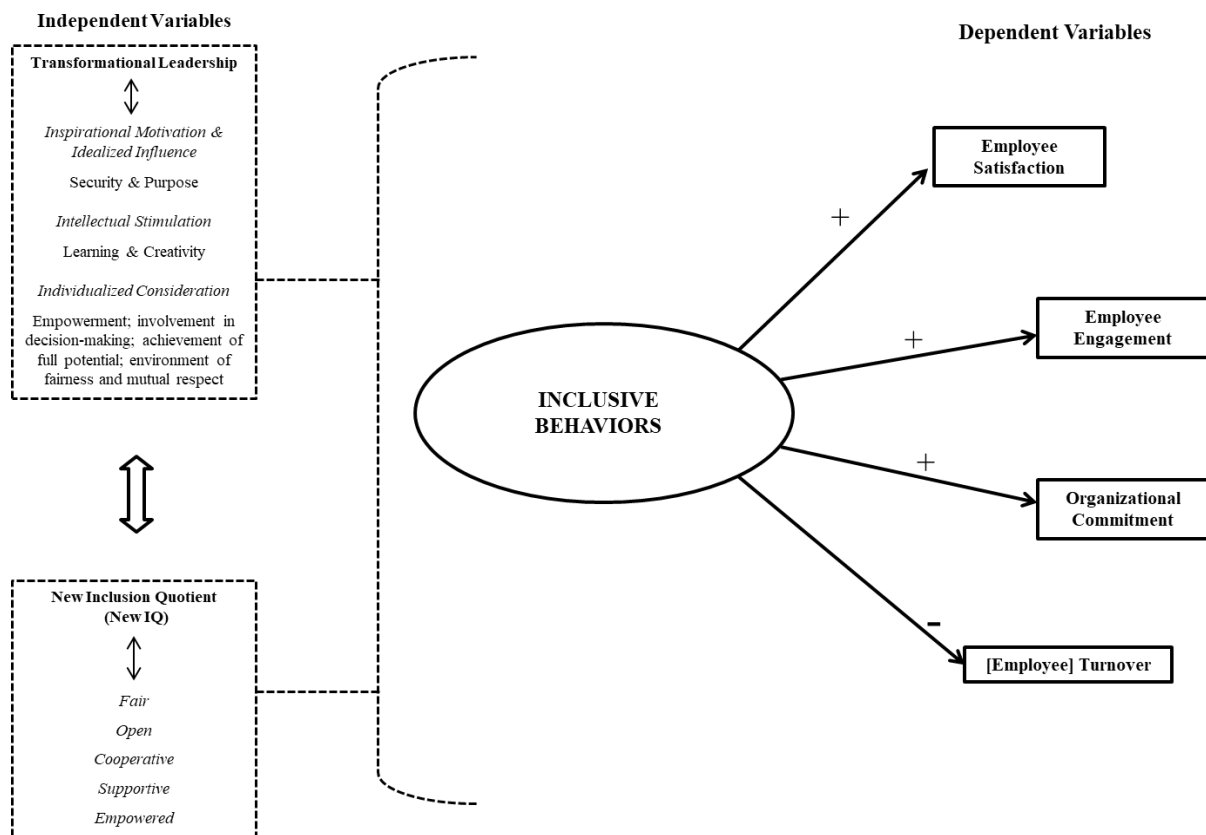 Independent Variables
Transformational Leadership
Inspirational Motivation &
Idealized Influence
Security & Purpose
Intellectual Stimulation
Learning & Creativity
Individualized Consideration
Empowerment; involvement in
decision-making; achievement of
full potential; environment of
fairness and mutual respect
New Inclusion Quotient
(New IQ)
Fair
Open
Cooperative
Supportive
Empowered
INCLUSIVE
BEHAVIORS
Dependent Variables
+
Employee
Satisfaction
+
Employee
Engagement
+
Organizational
Commitment
-
[Employee] Turnover